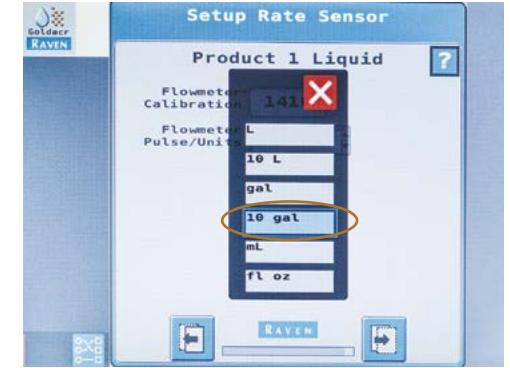 Goldacr
RAVEN
Setup Rate Sensor
Product 1 Liquid
?
Flowmeter
Calibration
Flowmeter
Pulse/Units
L
10 L
gal
10 gal
mL
fl oz
RAVEN